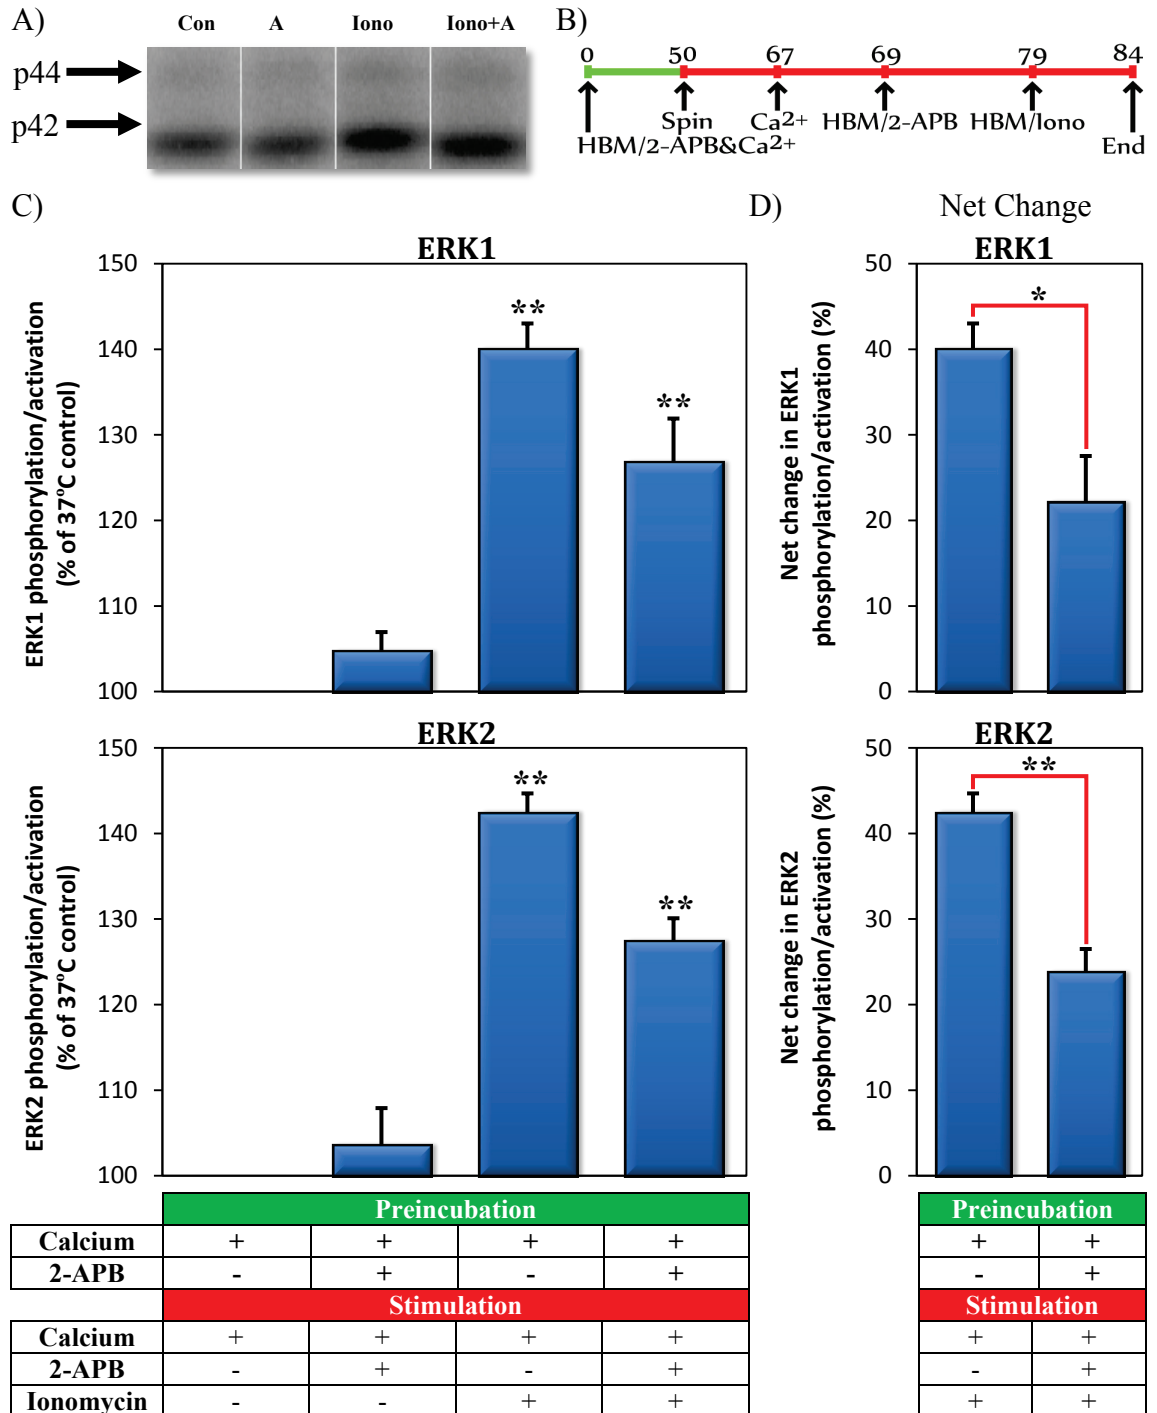 A)
Con A Iono Iono+A
p44
p42
B)
0 50 67 69 79 84
Spin Ca2+ HBM/2-APB HBM/Iono
HBM/2-APB&Ca2+ End
C)
ERK1
ERK1 phosphorylation/activation
(% of 37°C control)
150
140
130
120
110
100
**
**
D)
Net Change
ERK1
Net change in ERK1
phosphorylation/activation (%)
50
40
30
20
10
0
*
ERK2
ERK2 phosphorylation/activation
(% of 37°C control)
150
140
130
120
110
100
**
**
ERK2
Net change in ERK2
phosphorylation/activation (%)
50
40
30
20
10
0
**
Preincubation
Calcium + + + +
2-APB - + - +
Stimulation
Calcium + + + +
2-APB - + - +
Ionomycin - - + +
Preincubation
+ +
- +
Stimulation
+ +
- +
+ +